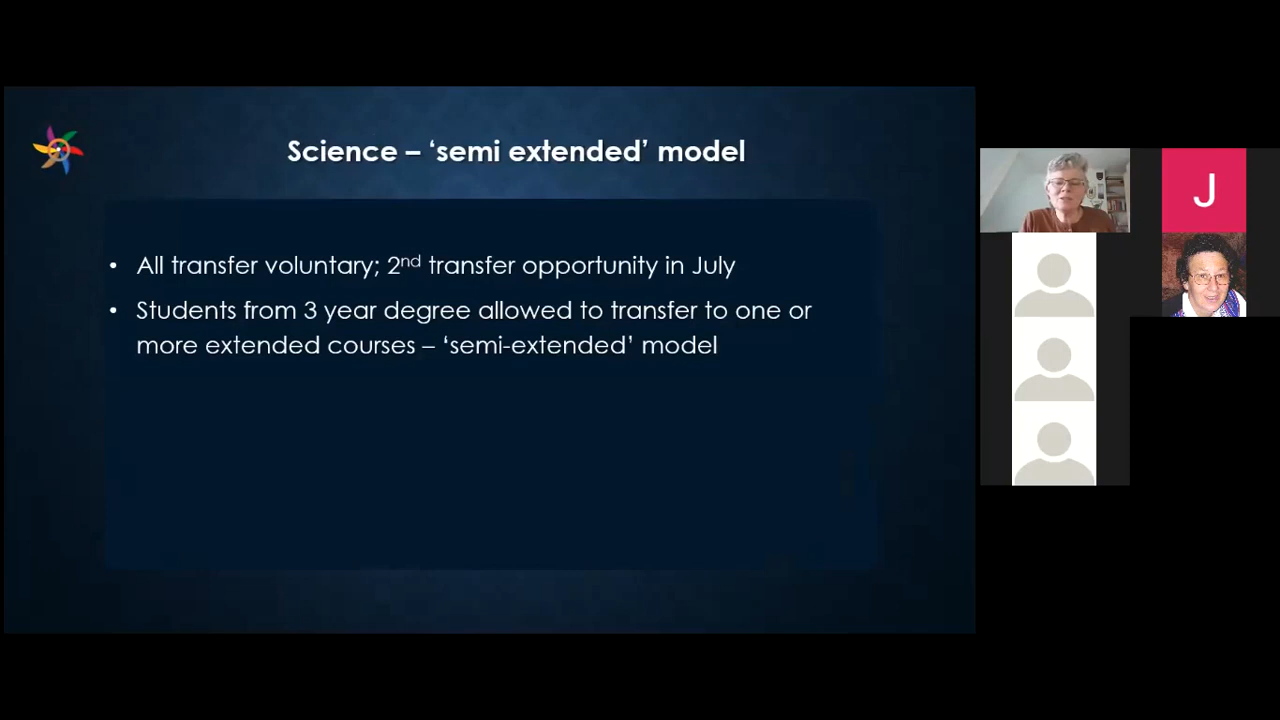 Science – ‘semi extended’ model
• All transfer voluntary; 2nd transfer opportunity in July
• Students from 3 year degree allowed to transfer to one or
more extended courses – ‘semi-extended’ model
J